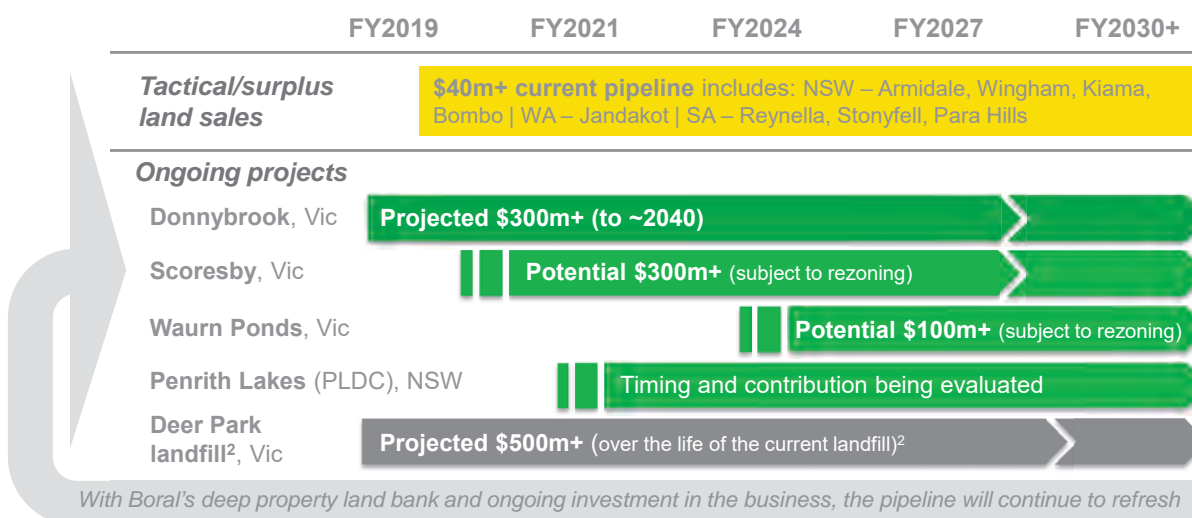 FY2019 FY2021 FY2024 FY2027 FY2030+
Tactical/surplus
land sales
$40m+ current pipeline includes: NSW – Armidale, Wingham, Kiama,
Bombo | WA – Jandakot | SA – Reynella, Stonyfell, Para Hills
Ongoing projects
Donnybrook, Vic
Projected $300m+ (to ~2040)
Scoresby, Vic
Potential $300m+ (subject to rezoning)
Waurn Ponds, Vic
Potential $100m+ (subject to rezoning)
Penrith Lakes (PLDC), NSW
Timing and contribution being evaluated
Deer Park
landfill², Vic
Projected $500m+ (over the life of the current landfill)²
With Boral's deep property land bank and ongoing investment in the business, the pipeline will continue to refresh